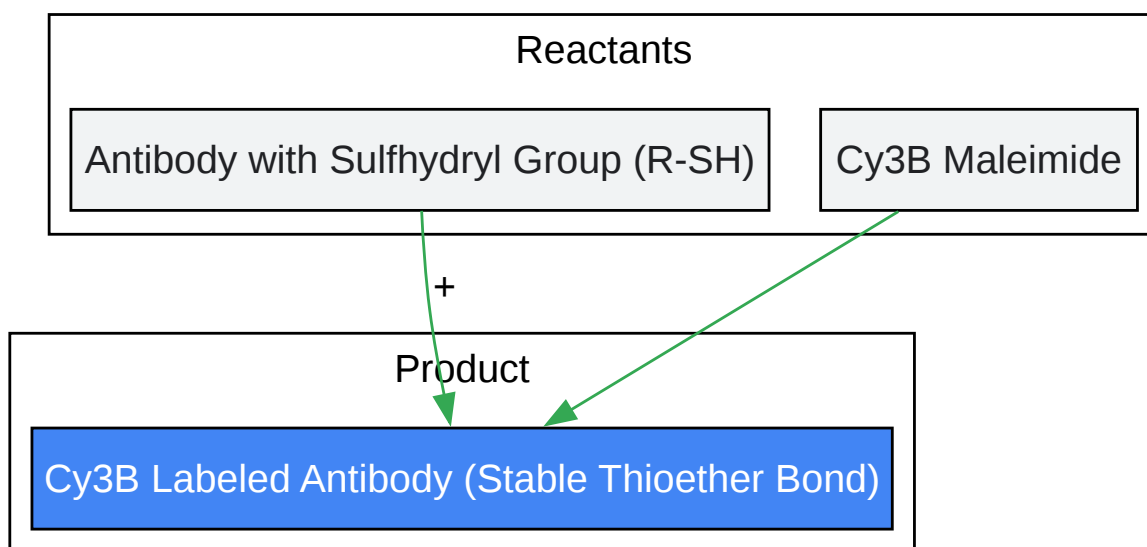 Reactants
Antibody with Sulfhydryl Group (R-SH)
Cy3B Maleimide
+
Product
Cy3B Labeled Antibody (Stable Thioether Bond)